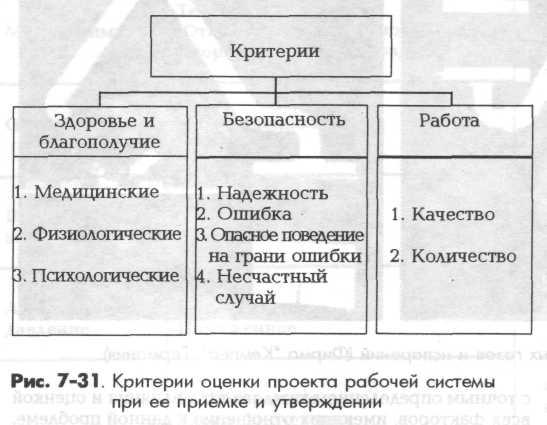 Критерии
Здоровье и
благополучие
1. Медицинские
2. Физиологические
3. Психологические
Безопасность
1. Надежность
2. Ошибка
3. Опасное поведение
на грани ошибки
4. Несчастный
случай
Работа
1. Качество
2. Количество
Рис. 7-31. Критерии оценки проекта рабочей системы
при ее приемке и утверждении